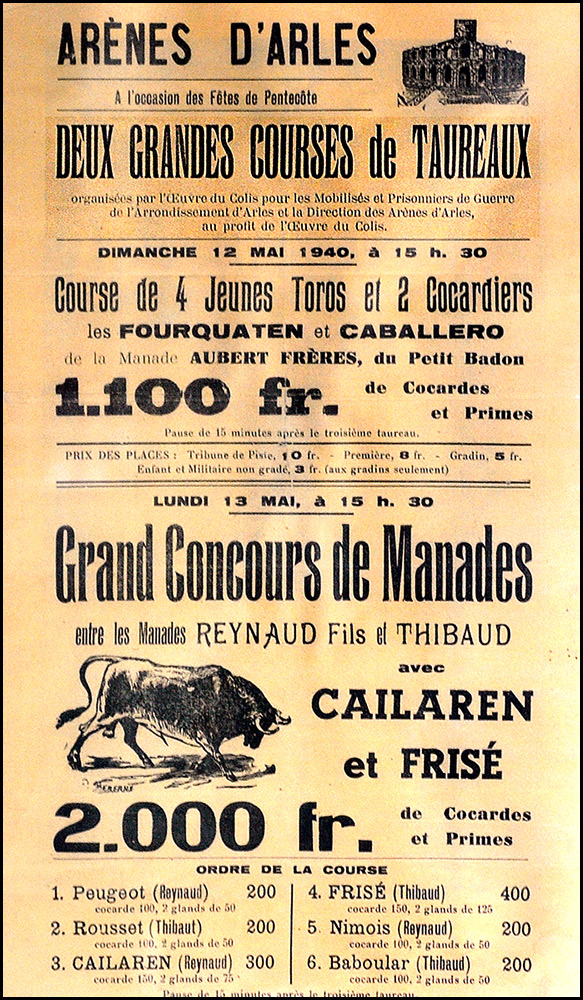 ARÈNES D'ARLES
A l'occasion des Fêtes de Pentecôte
DEUX GRANDES COURSES de TAUREAUX
organisées par l'Œuvre du Colis pour les Mobilisés et Prisonniers de Guerre
de l'Arrondissement d'Arles et la Direction des Arènes d'Arles,
au profit de l'Œuvre du Colis.
DIMANCHE 12 MAI 1940, à 15 h. 30
Course de 4 Jeunes Toros et 2 Cocardiers
les FOURQUATEN et CABALLERO
de la Manade AUBERT FRÈRES, du Petit Badon
1.100 fr. de Cocardes
et Primes
Pause de 15 minutes après le troisième taureau.
PRIX DES PLACES : Tribune de Piste, 10 fr. - Première, 8 fr. - Gradin, 5 fr.
Enfant et Militaire non gradé, 3 fr. (aux gradins seulement)
LUNDI 13 MAI, à 15 h. 30
Grand Concours de Manades
entre les Manades REYNAUD Fils et THIBAUD
avec
CAILAREN
et FRISÉ
2.000 fr. de Cocardes
et Primes
ORDRE DE LA COURSE
1. Peugeot (Reynaud) 200
cocarde 100, 2 glands de 50
2. Rousset (Thibaut) 200
cocarde 100, 2 glands de 50
3. CAILAREN (Reynaud) 300
cocarde 150, 2 glands de 75
4. FRISÉ (Thibaud) 400
cocarde 150, 2 glands de 125
5. Nimois (Reynaud) 200
cocarde 100, 2 glands de 50
6. Baboular (Thibaud) 200
cocarde 100, 2 glands de 50
Pause de 15 minutes après le troisième taureau.